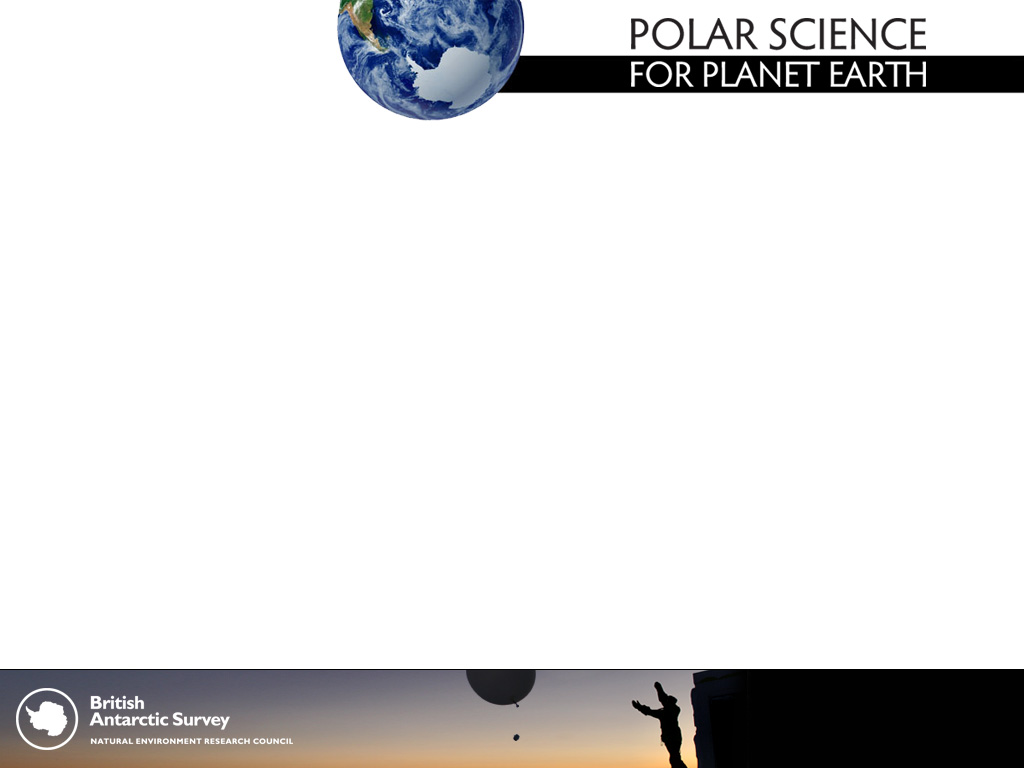 POLAR SCIENCE
FOR PLANET EARTH
British
Antarctic Survey
NATURAL ENVIRONMENT RESEARCH COUNCIL